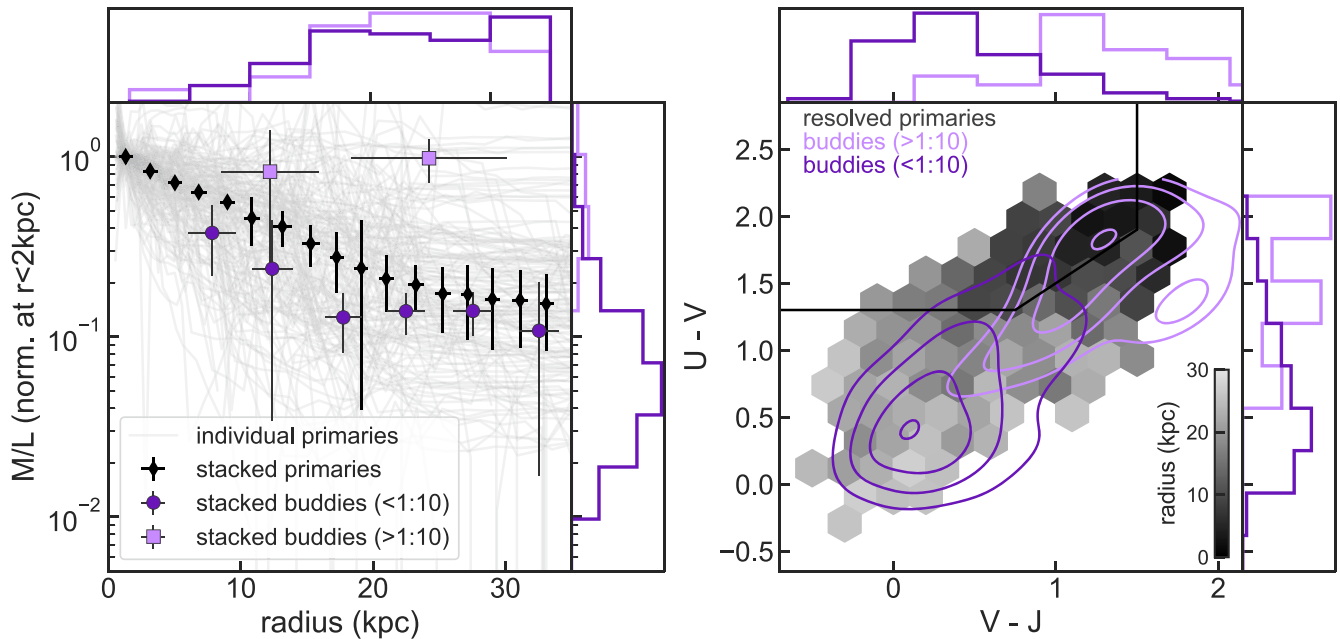 M/L (norm. at r<2kpc)
10⁰
10⁻¹
10⁻²
individual primaries
stacked primaries
stacked buddies (<1:10)
stacked buddies (>1:10)
0 10 20 30
radius (kpc)
resolved primaries
buddies (>1:10)
buddies (<1:10)
U - V
2.5
2.0
1.5
1.0
0.5
0.0
−0.5
radius (kpc)
30
20
10
0
0 1 2
V - J